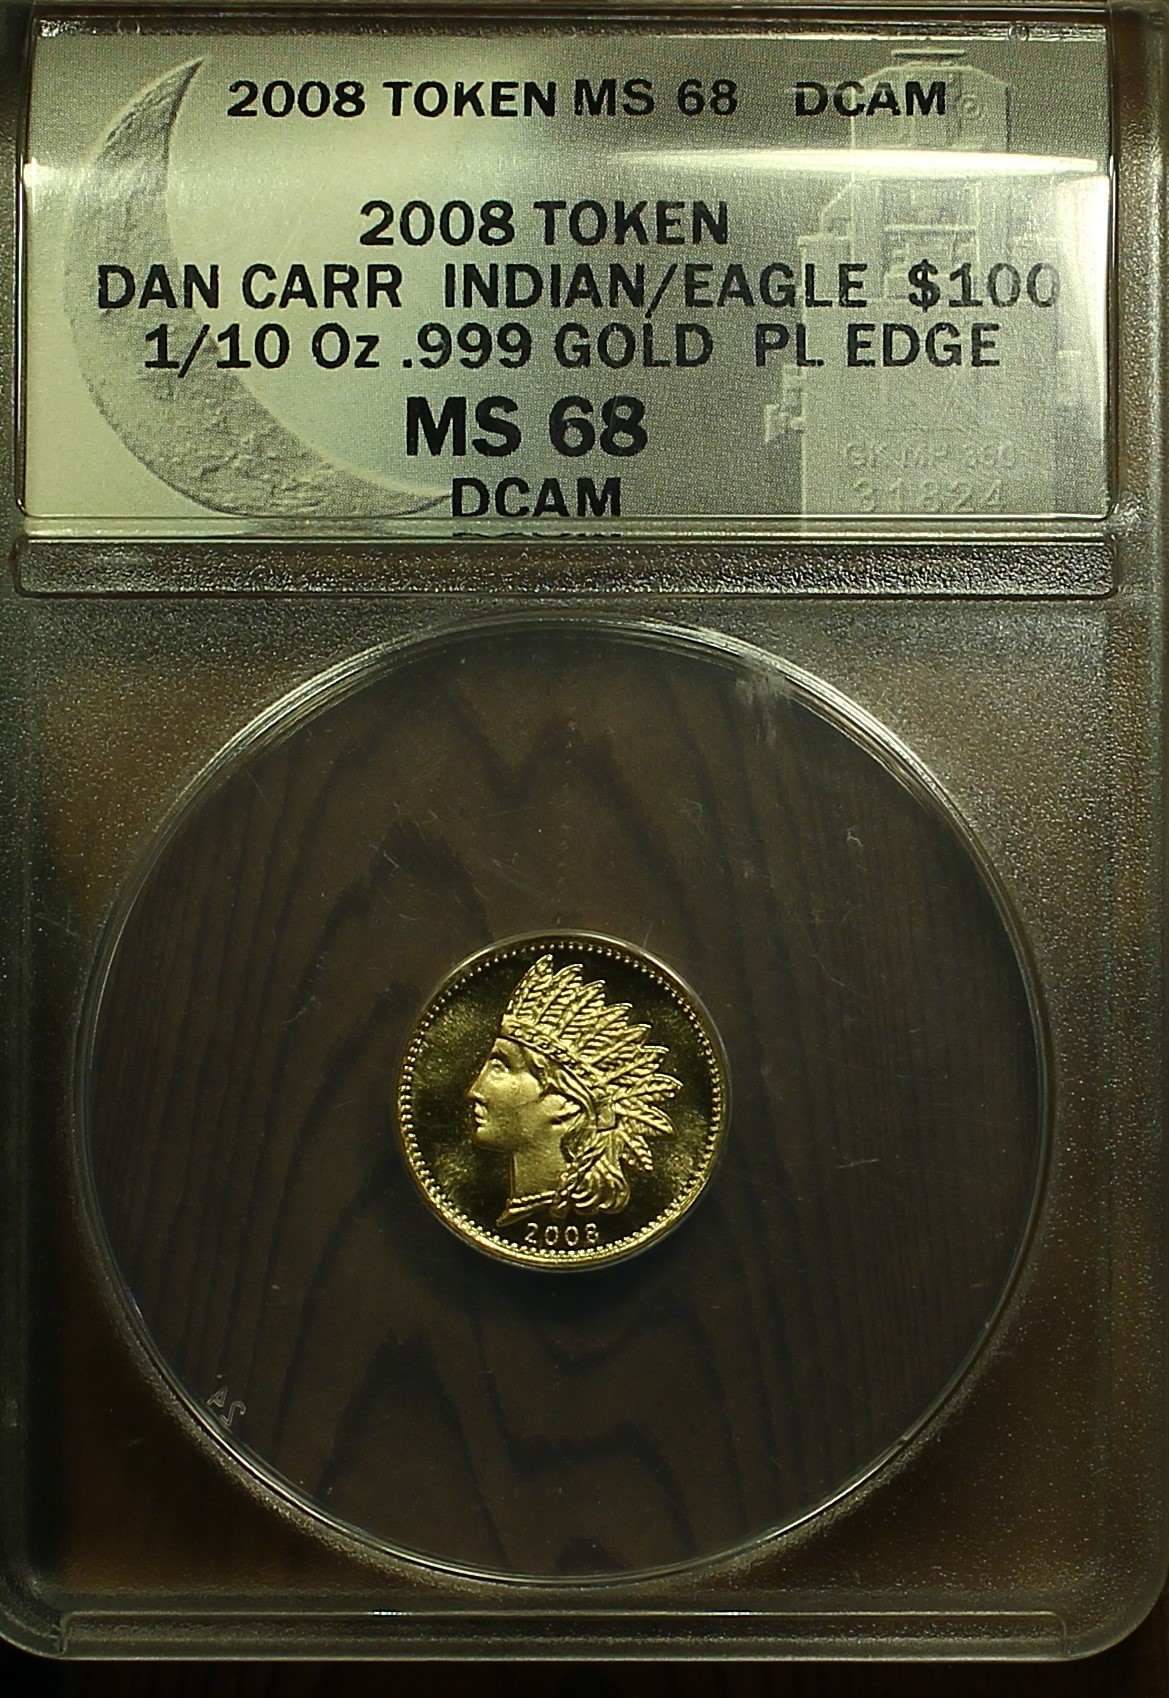 2008 TOKEN MS 68 DCAM
2008 TOKEN
DAN CARR INDIAN/EAGLE $100
1/10 Oz .999 GOLD PL EDGE
MS 68
DCAM
2008